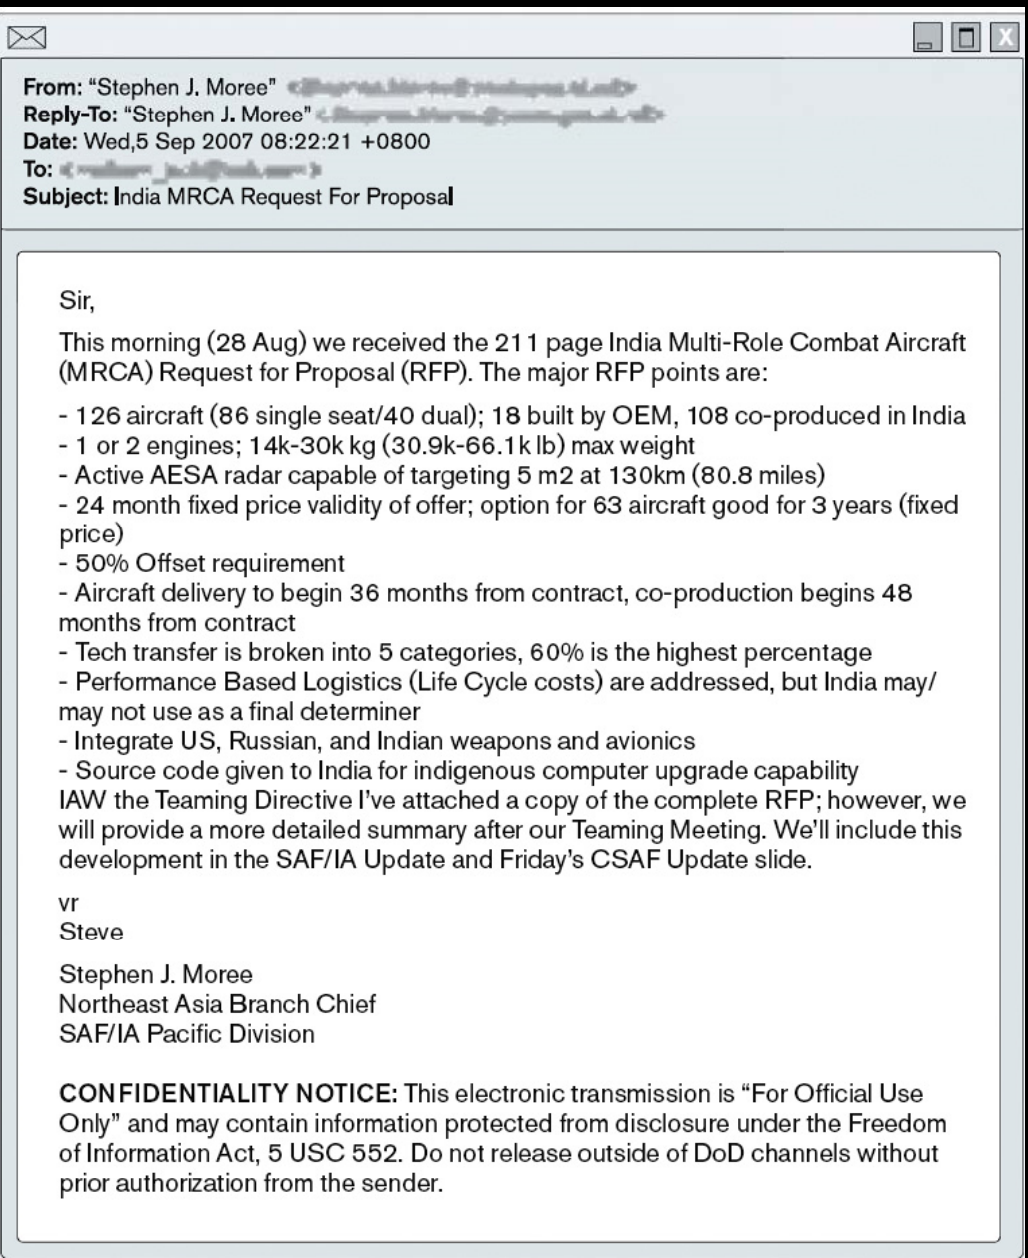 From: “Stephen J. Moree”
Reply-To: “Stephen J. Moree”
Date: Wed,5 Sep 2007 08:22:21 +0800
To:
Subject: India MRCA Request For Proposal
Sir,
This morning (28 Aug) we received the 211 page India Multi-Role Combat Aircraft
(MRCA) Request for Proposal (RFP). The major RFP points are:
- 126 aircraft (86 single seat/40 dual); 18 built by OEM, 108 co-produced in India
- 1 or 2 engines; 14k-30k kg (30.9k-66.1k lb) max weight
- Active AESA radar capable of targeting 5 m2 at 130km (80.8 miles)
- 24 month fixed price validity of offer; option for 63 aircraft good for 3 years (fixed
price)
- 50% Offset requirement
- Aircraft delivery to begin 36 months from contract, co-production begins 48
months from contract
- Tech transfer is broken into 5 categories, 60% is the highest percentage
- Performance Based Logistics (Life Cycle costs) are addressed, but India may/
may not use as a final determiner
- Integrate US, Russian, and Indian weapons and avionics
- Source code given to India for indigenous computer upgrade capability
IAW the Teaming Directive I’ve attached a copy of the complete RFP; however, we
will provide a more detailed summary after our Teaming Meeting. We’ll include this
development in the SAF/IA Update and Friday’s CSAF Update slide.
vr
Steve
Stephen J. Moree
Northeast Asia Branch Chief
SAF/IA Pacific Division
CONFIDENTIALITY NOTICE: This electronic transmission is “For Official Use
Only” and may contain information protected from disclosure under the Freedom
of Information Act, 5 USC 552. Do not release outside of DoD channels without
prior authorization from the sender.